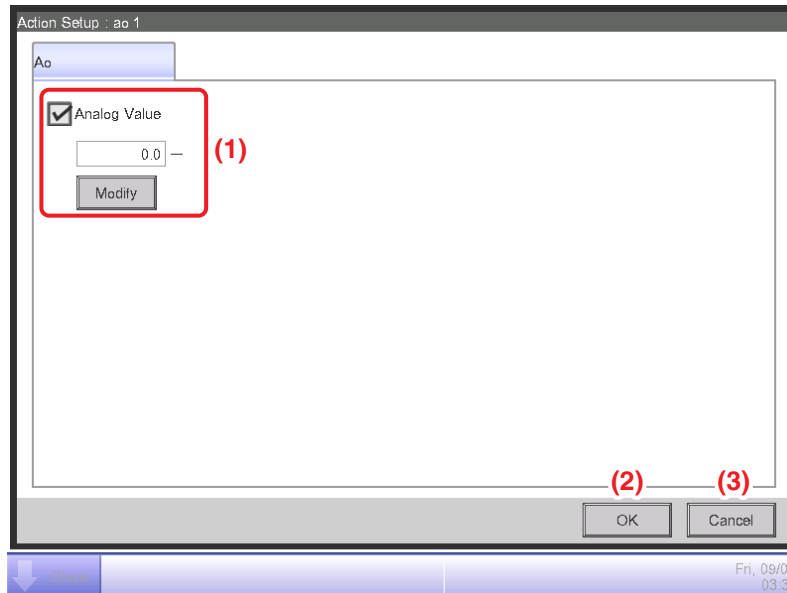 Action Setup : ao 1
Ao
Analog Value
0.0 —
(1)
Modify
(2)
(3)
OK
Cancel
Fri, 09/0
03:3